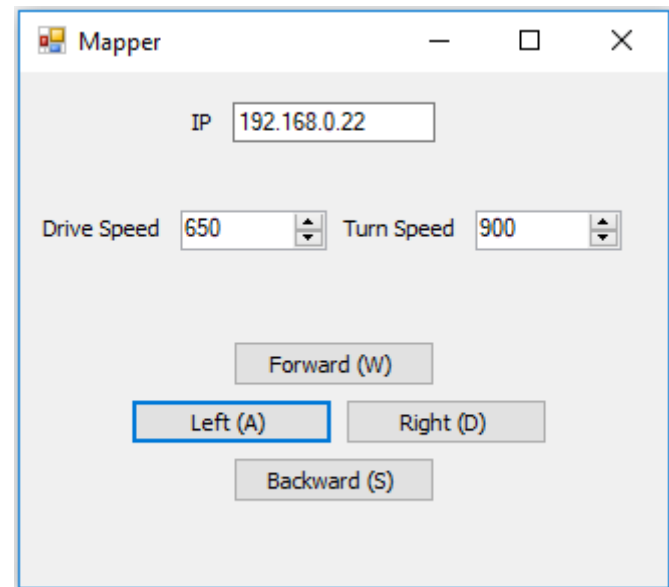 Mapper
IP 192.168.0.22
Drive Speed 650 Turn Speed 900
Forward (W)
Left (A) Right (D)
Backward (S)